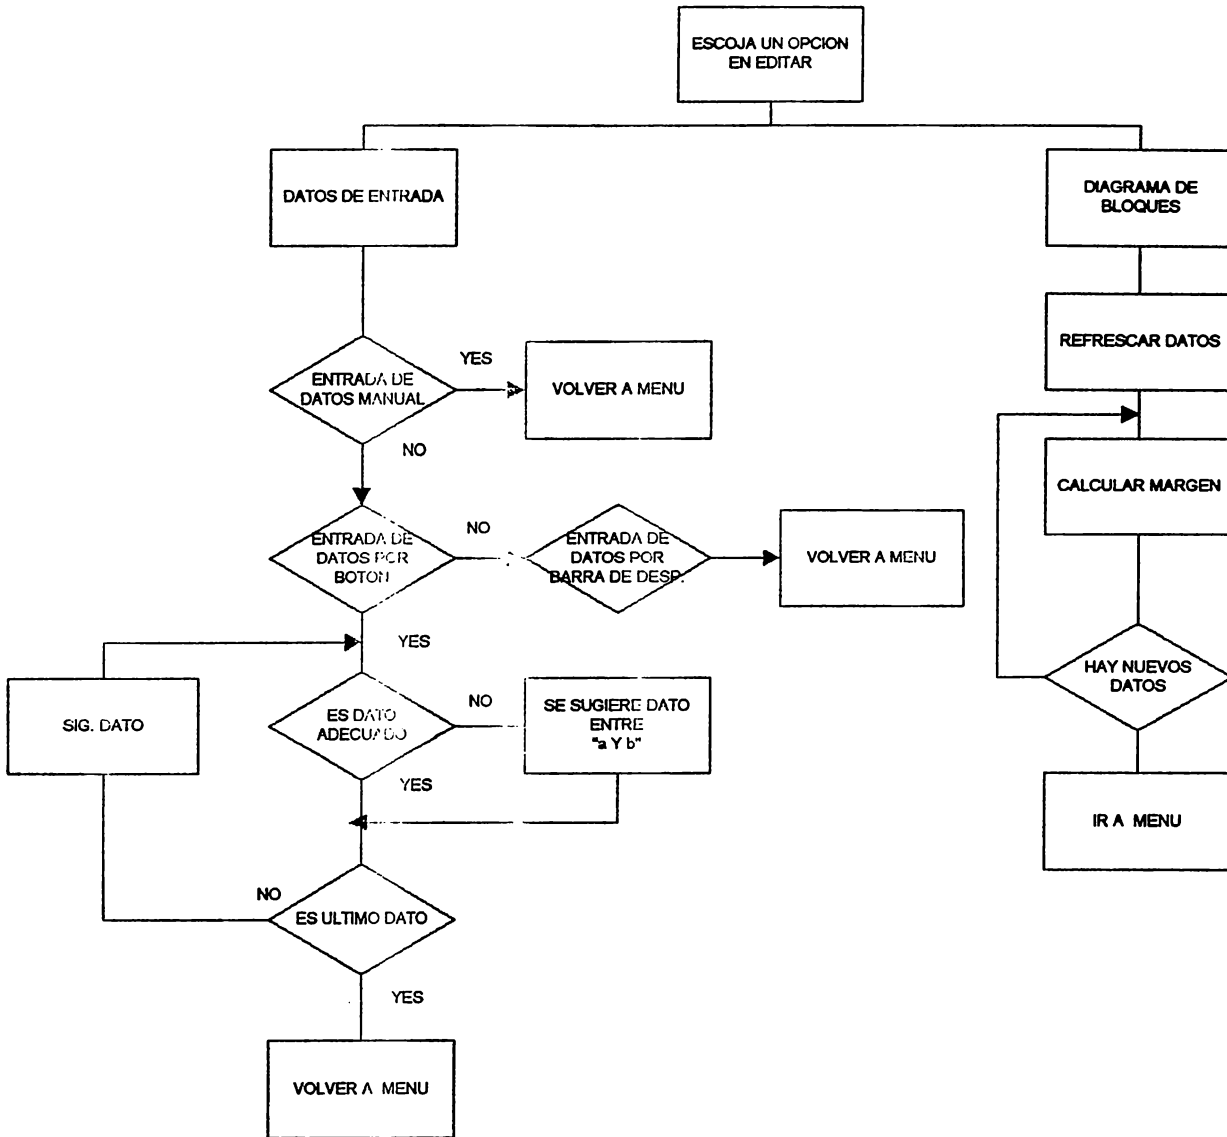 ESCOJA UN OPCION
EN EDITAR
DATOS DE ENTRADA
DIAGRAMA DE
BLOQUES
REFRESCAR DATOS
ENTRADA DE
DATOS MANUAL
YES
VOLVER A MENU
NO
CALCULAR MARGEN
ENTRADA DE
DATOS POR
BOTON
NO
ENTRADA DE
DATOS POR
BARRA DE DESP.
VOLVER A MENU
YES
HAY NUEVOS
DATOS
SIG. DATO
ES DATO
ADECUADO
NO
SE SUGIERE DATO
ENTRE
"a Y b"
YES
IR A MENU
NO
ES ULTIMO DATO
YES
VOLVER A MENU